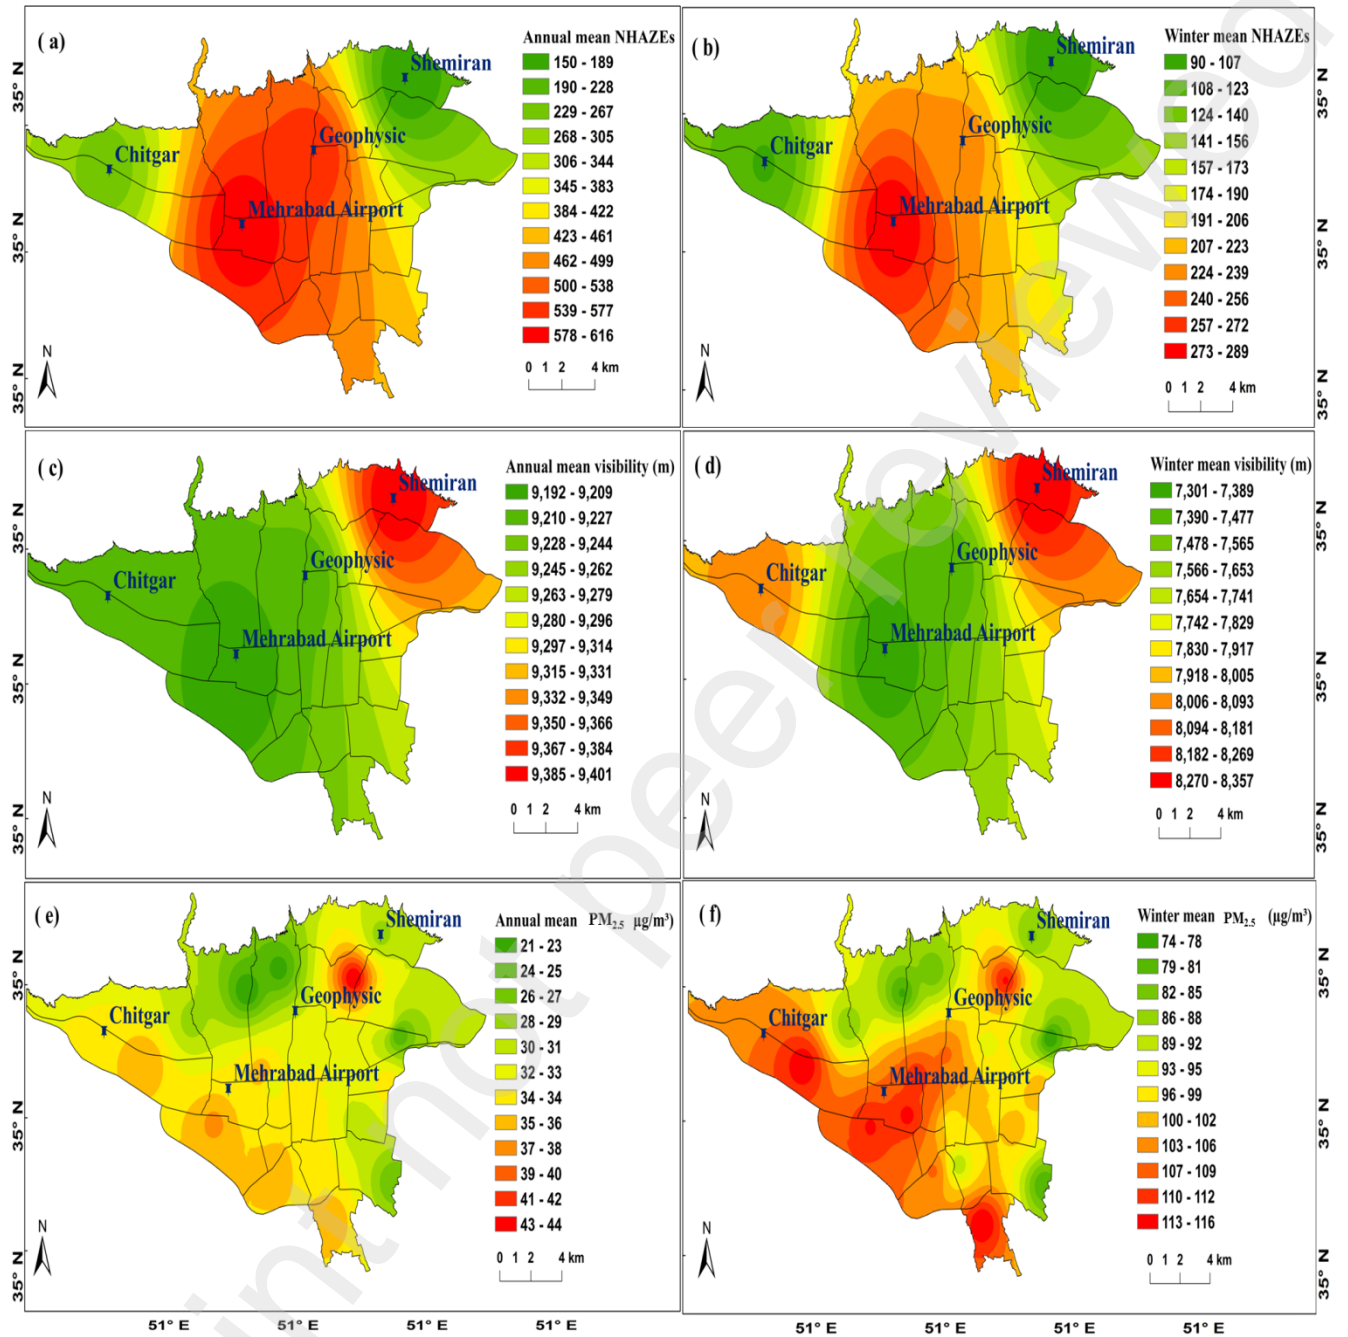 ( a)
Annual mean NHAZEs
150 - 189
190 - 228
229 - 267
268 - 305
306 - 344
345 - 383
384 - 422
423 - 461
462 - 499
500 - 538
539 - 577
578 - 616
Shemiran
Geophysic
Chitgar
Mehrabad Airport
N
0 1 2 4 km
35° N
35° N
35° N
(b)
Winter mean NHAZEs
90 - 107
108 - 123
124 - 140
141 - 156
157 - 173
174 - 190
191 - 206
207 - 223
224 - 239
240 - 256
257 - 272
273 - 289
Shemiran
Geophysic
Chitgar
Mehrabad Airport
N
0 1 2 4 km
35° N
35° N
35° N
( c)
Annual mean visibility (m)
9,192 - 9,209
9,210 - 9,227
9,228 - 9,244
9,245 - 9,262
9,263 - 9,279
9,280 - 9,296
9,297 - 9,314
9,315 - 9,331
9,332 - 9,349
9,350 - 9,366
9,367 - 9,384
9,385 - 9,401
Shemiran
Geophysic
Chitgar
Mehrabad Airport
N
0 1 2 4 km
35° N
35° N
35° N
( d)
Winter mean visibility (m)
7,301 - 7,389
7,390 - 7,477
7,478 - 7,565
7,566 - 7,653
7,654 - 7,741
7,742 - 7,829
7,830 - 7,917
7,918 - 8,005
8,006 - 8,093
8,094 - 8,181
8,182 - 8,269
8,270 - 8,357
Shemiran
Geophysic
Chitgar
Mehrabad Airport
N
0 1 2 4 km
35° N
35° N
35° N
( e)
Annual mean PM2.5 µg/m³)
21 - 23
24 - 25
26 - 27
28 - 29
30 - 31
32 - 33
34 - 34
35 - 36
37 - 38
39 - 40
41 - 42
43 - 44
Shemiran
Geophysic
Chitgar
Mehrabad Airport
N
0 1 2 4 km
35° N
35° N
35° N
51° E
51° E
51° E
( f)
Winter mean PM2.5 (µg/m³)
74 - 78
79 - 81
82 - 85
86 - 88
89 - 92
93 - 95
96 - 99
100 - 102
103 - 106
107 - 109
110 - 112
113 - 116
Shemiran
Geophysic
Chitgar
Mehrabad Airport
N
0 1 2 4 km
35° N
35° N
35° N
51° E
51° E
51° E
int not peer reviewed